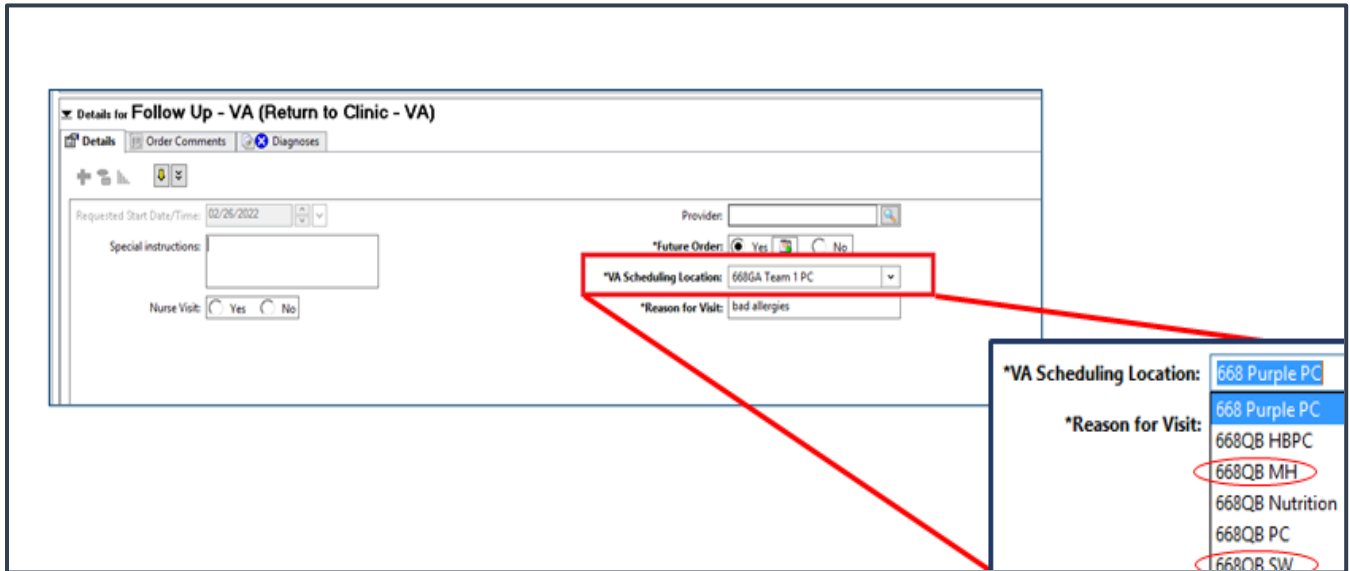 Details for Follow Up - VA (Return to Clinic - VA)
Details Order Comments Diagnoses
Requested Start Date/Time: 02/26/2022 Provider:
Special instructions: *Future Order: Yes No
*VA Scheduling Location: 668GA Team 1 PC
Nurse Visit: Yes No *Reason for Visit: bad allergies
*VA Scheduling Location: 668 Purple PC
668 Purple PC
*Reason for Visit:
668QB HBPC
668QB MH
668QB Nutrition
668QB PC
668QB SW